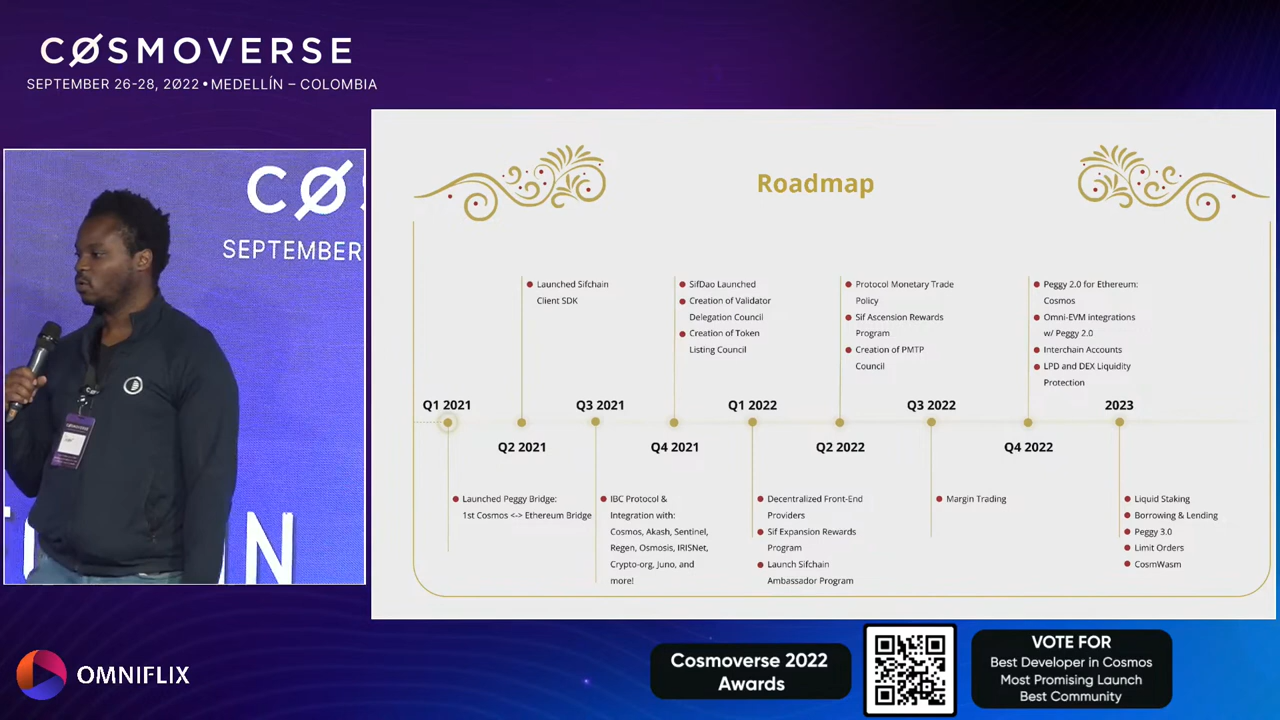 CØSMOVERSE
SEPTEMBER 26-28, 2Ø22 • MEDELLÍN – COLOMBIA
CØ
SEPTEMBER
IN
Roadmap
Launched Sifchain
Client SDK
SifDao Launched
Creation of Validator
Delegation Council
Creation of Token
Listing Council
Protocol Monetary Trade
Policy
Sif Ascension Rewards
Program
Creation of PMTP
Council
Peggy 2.0 for Ethereum:
Cosmos
Omni-EVM integrations
w/ Peggy 2.0
Interchain Accounts
LPD and DEX Liquidity
Protection
Q1 2021
Q3 2021
Q1 2022
Q3 2022
2023
Q2 2021
Q4 2021
Q2 2022
Q4 2022
Launched Peggy Bridge:
1st Cosmos <-> Ethereum Bridge
IBC Protocol &
Integration with:
Cosmos, Akash, Sentinel,
Regen, Osmosis, IRISNet,
Crypto-org, Juno, and
more!
Decentralized Front-End
Providers
Sif Expansion Rewards
Program
Launch Sifchain
Ambassador Program
Margin Trading
Liquid Staking
Borrowing & Lending
Peggy 3.0
Limit Orders
CosmWasm
OMNIFLIX
Cosmoverse 2022
Awards
VOTE FOR
Best Developer in Cosmos
Most Promising Launch
Best Community